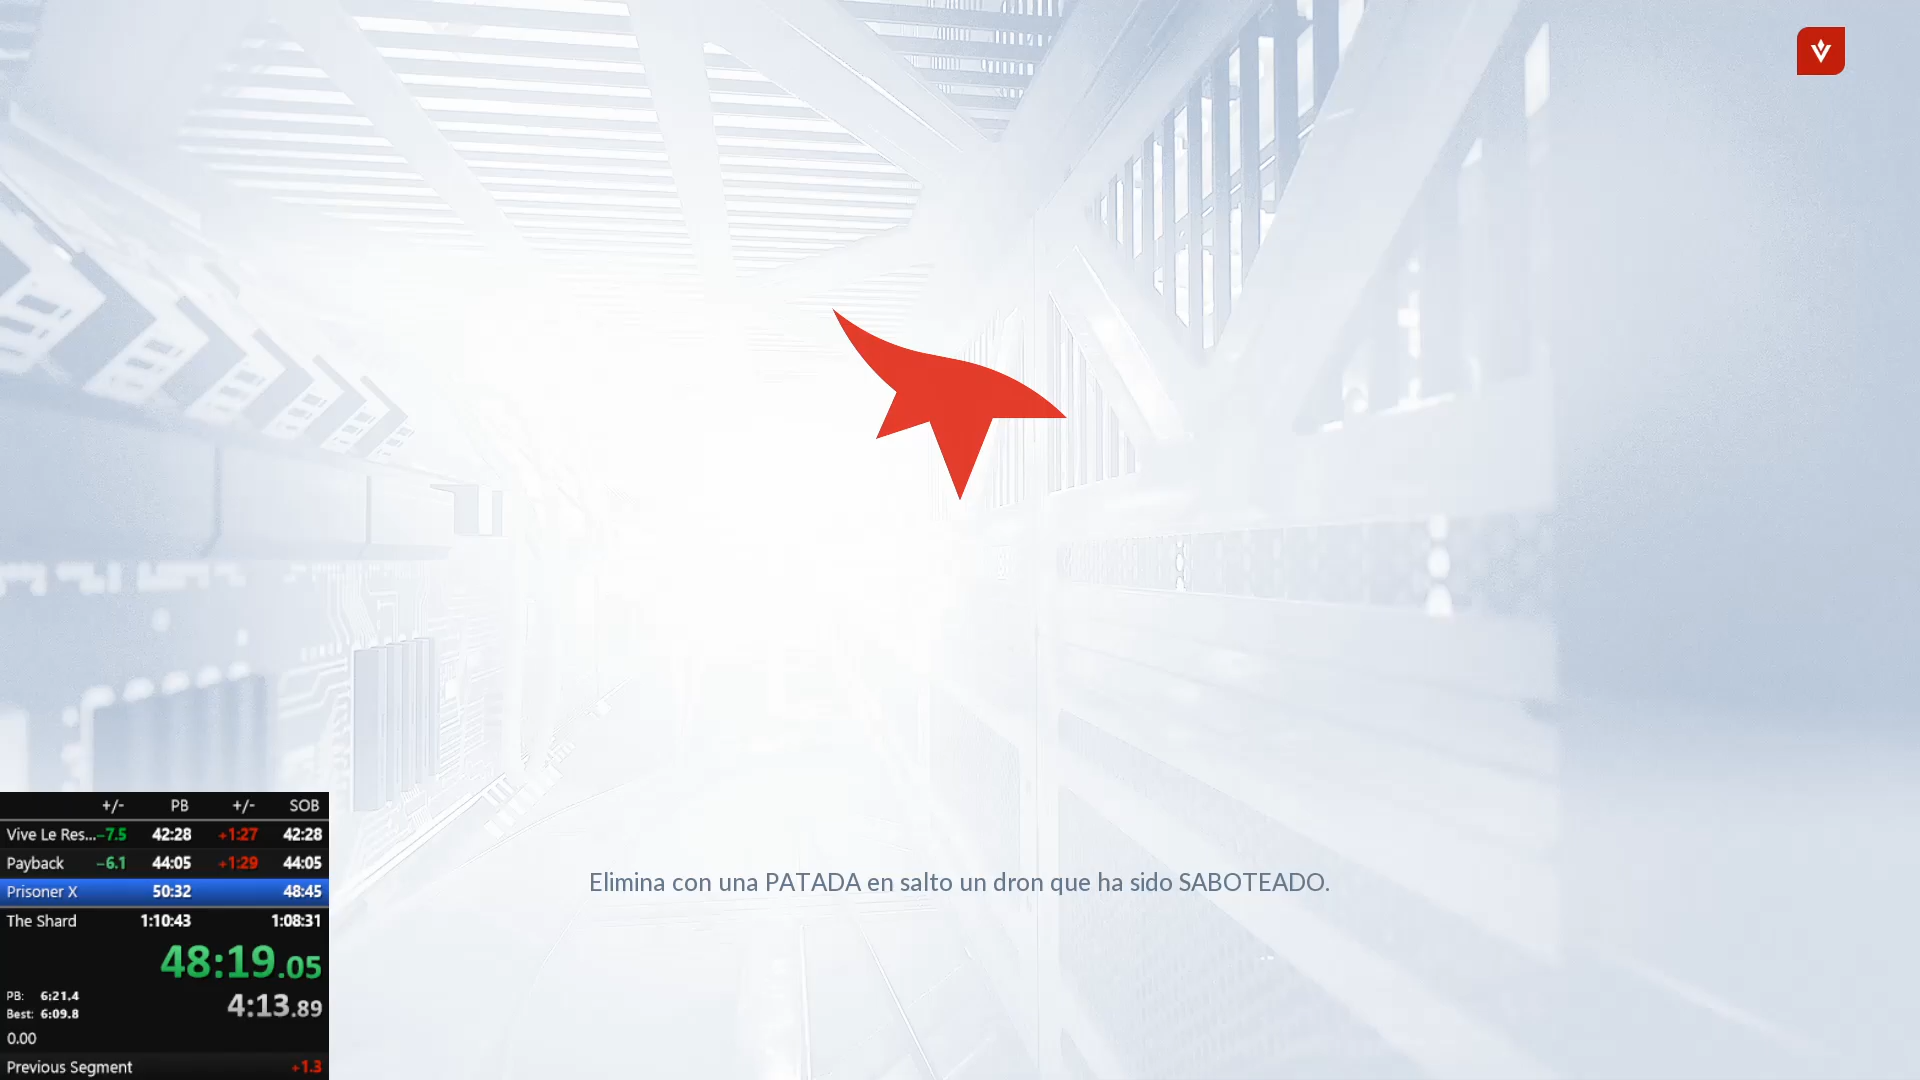 Elimina con una PATADA en salto un dron que ha sido SABOTEADO.
+/- PB +/- SOB
Vive Le Res... −7.5 42:28 +1:27 42:28
Payback −6.1 44:05 +1:29 44:05
Prisoner X 50:32 48:45
The Shard 1:10:43 1:08:31
48:19.05
PB: 6:21.4 4:13.89
Best: 6:09.8
0.00
Previous Segment +1.3